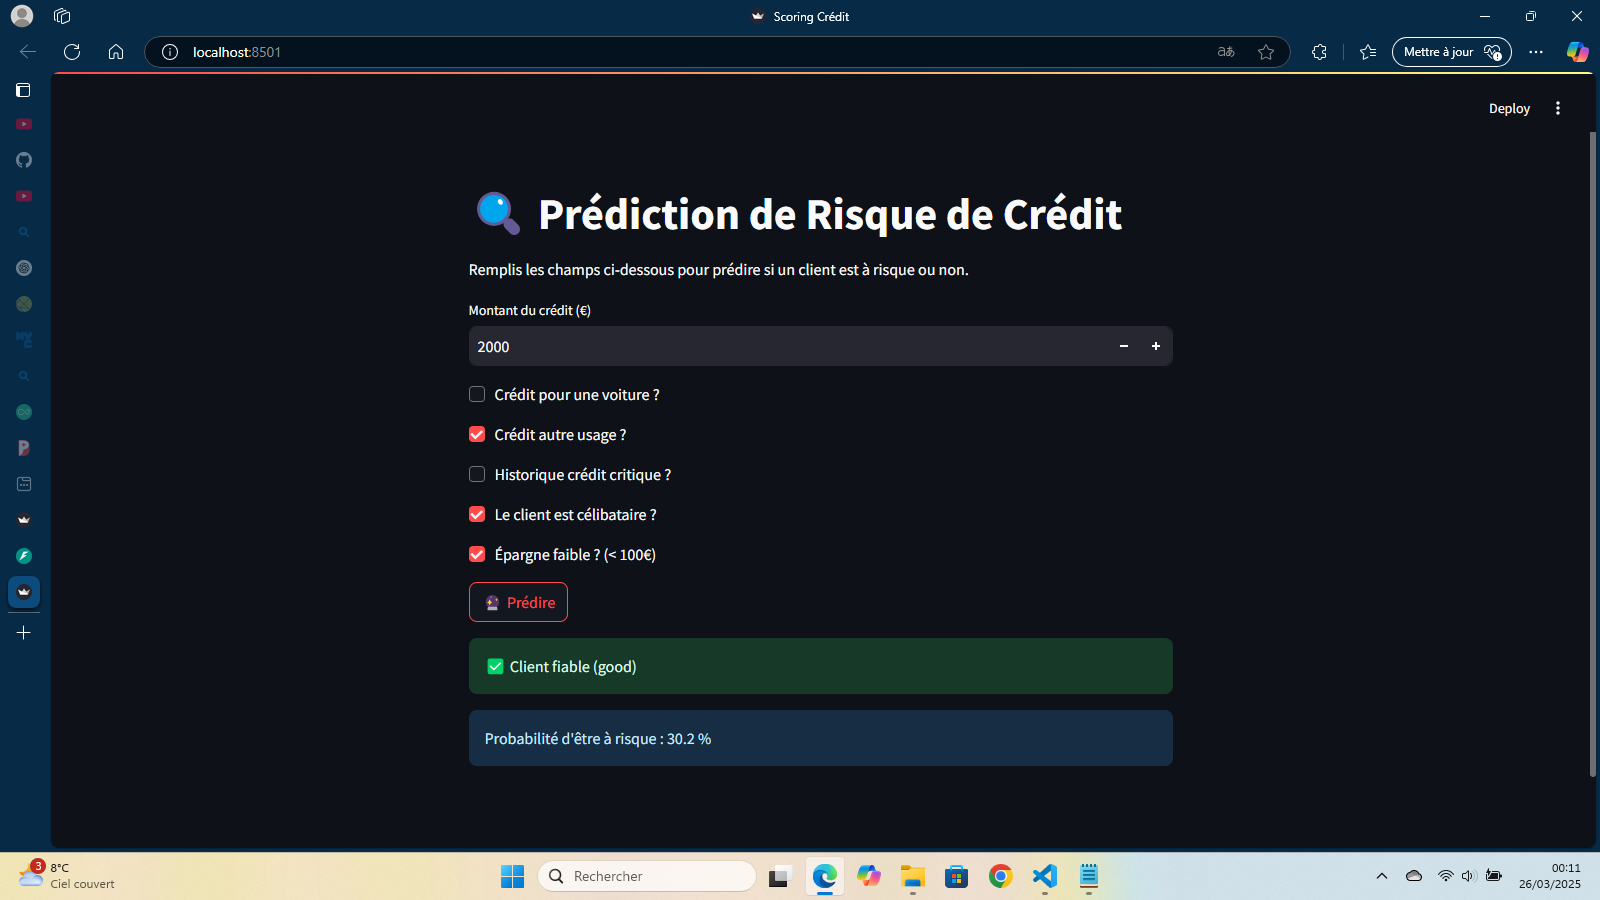 Scoring Crédit
localhost:8501
aあ
Mettre à jour
Deploy
Prédiction de Risque de Crédit
Remplis les champs ci-dessous pour prédire si un client est à risque ou non.
Montant du crédit (€)
2000
Crédit pour une voiture ?
Crédit autre usage ?
Historique crédit critique ?
Le client est célibataire ?
Épargne faible ? (< 100€)
Prédire
Client fiable (good)
Probabilité d'être à risque : 30.2 %
3
8°C
Ciel couvert
Rechercher
00:11
26/03/2025